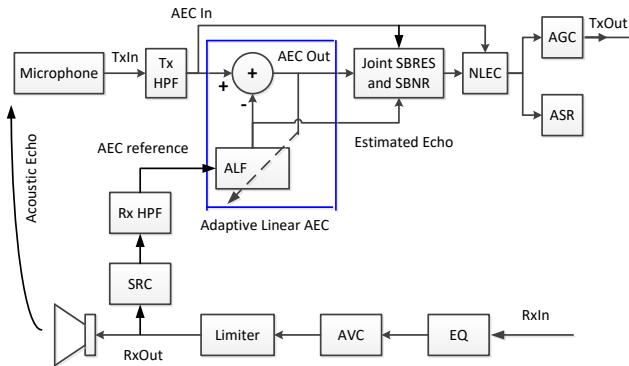 AEC In
TxOut
TxIn
AEC Out
AGC
Microphone
Tx
HPF
+
+
-
Joint SBRES
and SBNR
NLEC
ASR
Estimated Echo
AEC reference
ALF
Acoustic Echo
Rx HPF
Adaptive Linear AEC
SRC
RxIn
Limiter
AVC
EQ
RxOut